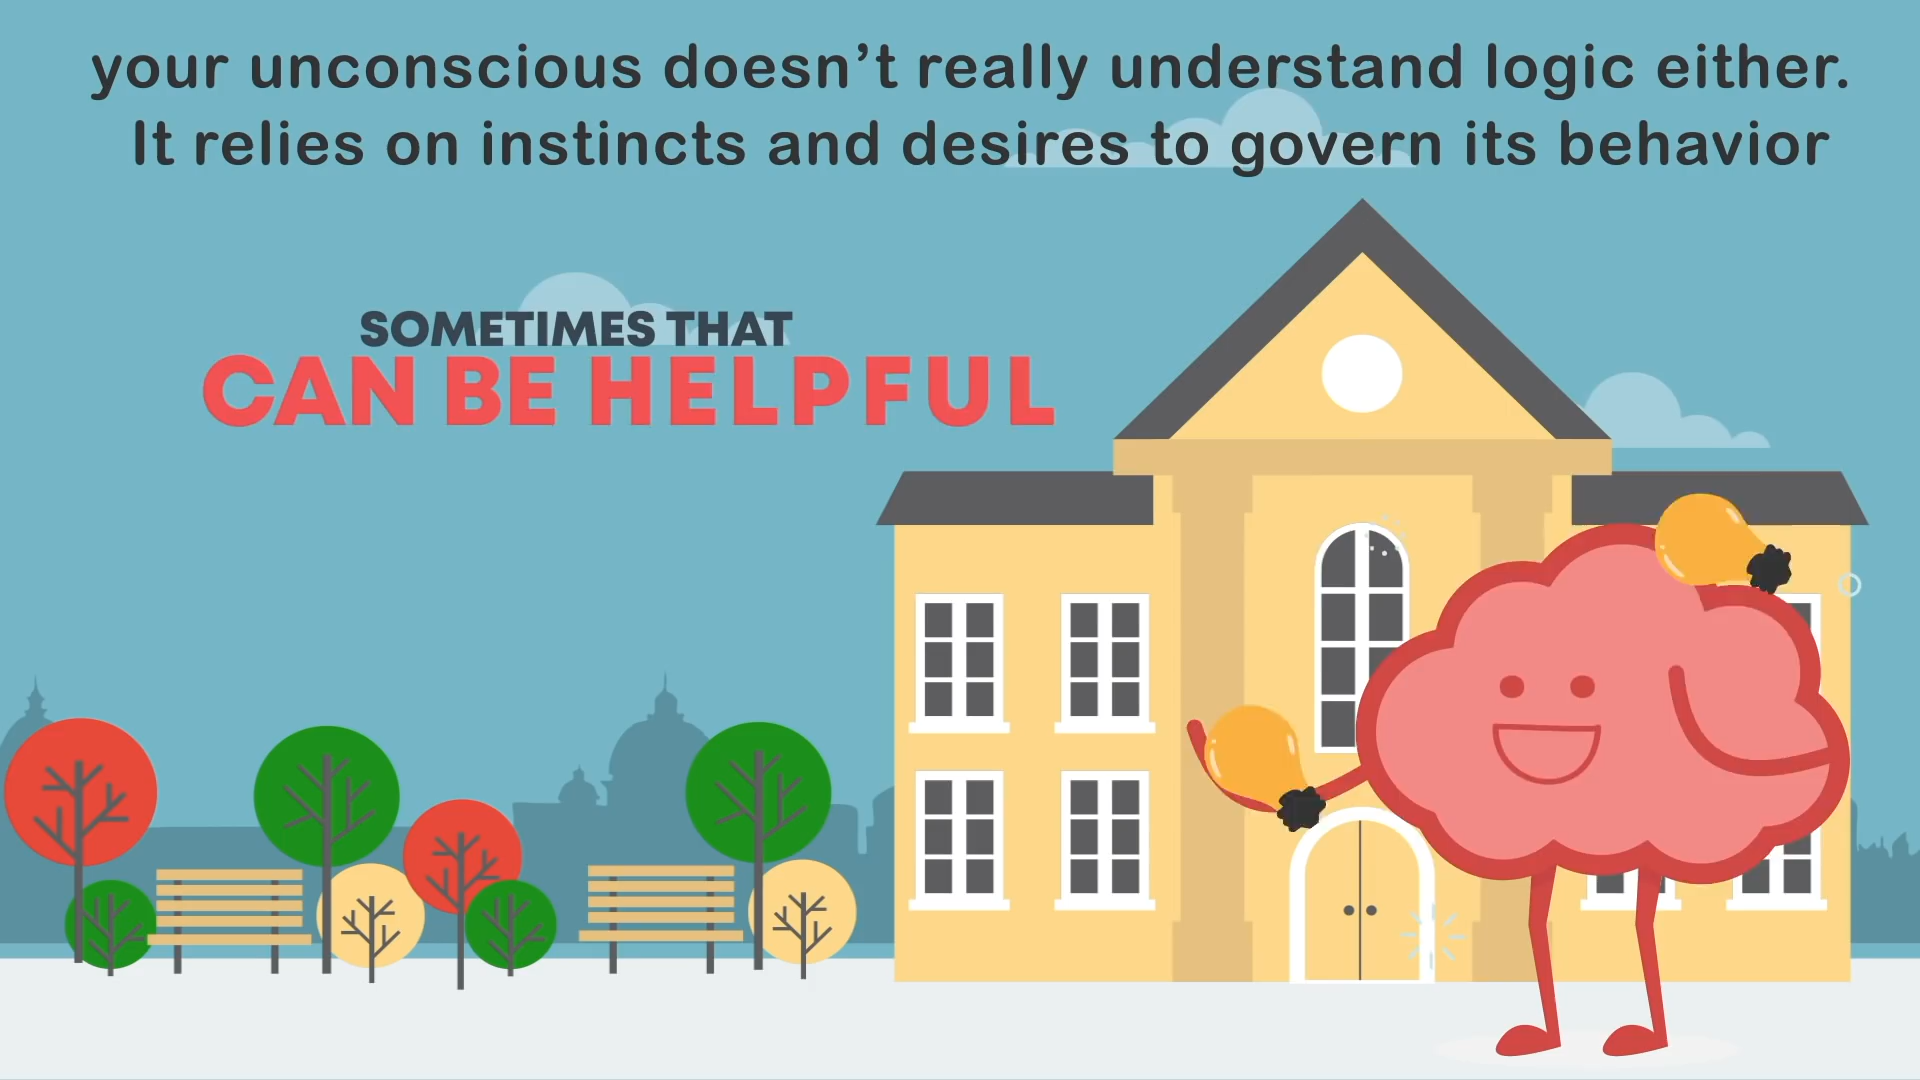 your unconscious doesn’t really understand logic either.
It relies on instincts and desires to govern its behavior
SOMETIMES THAT
CAN BE HELPFUL